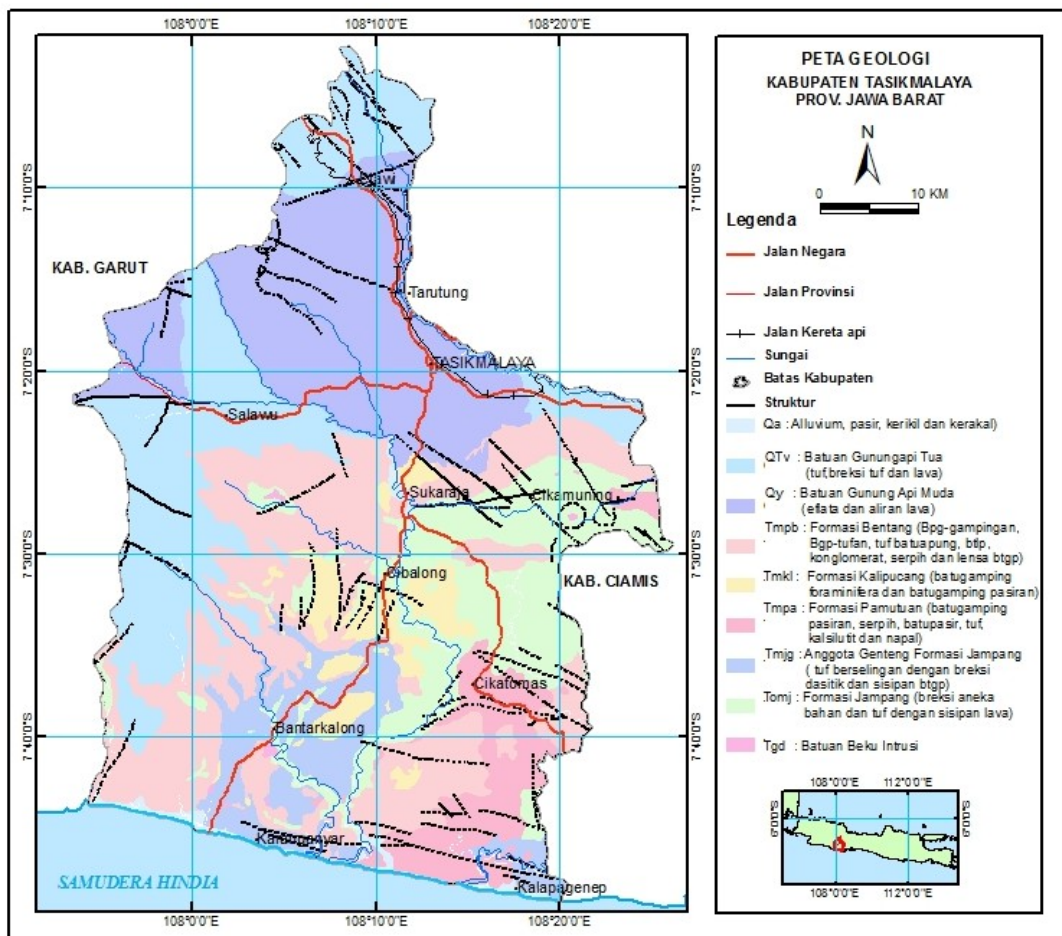 108°0'0"E 108°10'0"E 108°20'0"E
7°10'0"S 7°10'0"S
7°20'0"S 7°20'0"S
7°30'0"S 7°30'0"S
7°40'0"S 7°40'0"S
108°0'0"E 108°10'0"E 108°20'0"E
KAB. GARUT
Tarutung
TASIKMALAYA
Salawu
Sukaraja
Cikamuning
Cibalong
KAB. CIAMIS
Cikatomas
Bantarkalong
Karangnanyar
Kalapagenep
SAMUDERA HINDIA
PETA GEOLOGI
KABUPATEN TASIKMALAYA
PROV. JAWA BARAT
N
0 10 KM
Legenda
Jalan Negara
Jalan Provinsi
Jalan Kereta api
Sungai
Batas Kabupaten
Struktur
Qa : Alluvium, pasir, kerikil dan kerakal)
QTv : Batuan Gunungapi Tua
(tuf,breksi tuf dan lava)
Qy : Batuan Gunung Api Muda
(eflata dan aliran lava)
Tmpb : Formasi Bentang (Bpg-gampingan,
Bgp-tufan, tuf batuapung, btlp,
konglomerat, serpih dan lensa btgp)
Tmkl : Formasi Kalipucang (batugamping
foraminifera dan batugamping pasiran)
Tmpa : Formasi Pamutuan (batugamping
pasiran, serpih, batupasir, tuf,
kalsilutit dan napal)
Tmjg : Anggota Genteng Formasi Jampang
( tuf berselingan dengan breksi
dasitik dan sisipan btgp)
Tomj : Formasi Jampang (breksi aneka
bahan dan tuf dengan sisipan lava)
Tgd : Batuan Beku Intrusi
108°0'0"E 112°0'0"E
6°0'0"S 6°0'0"S
108°0'0"E 112°0'0"E